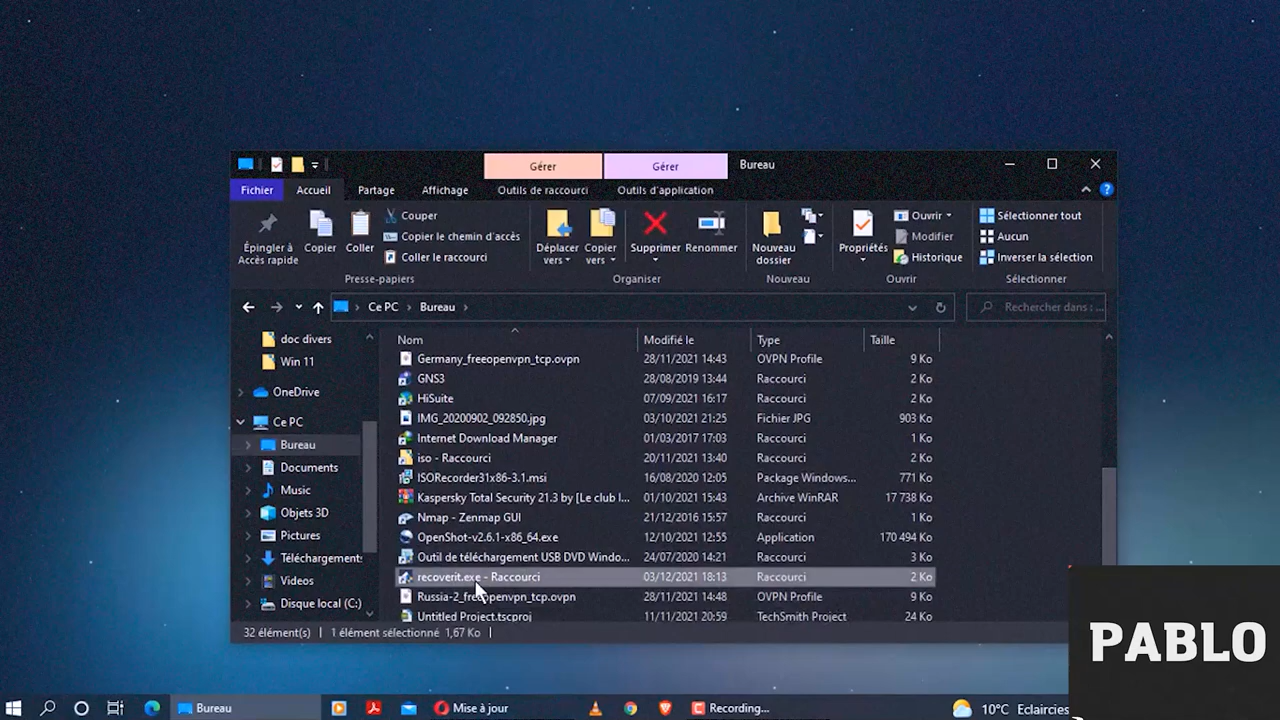 Gérer Gérer Bureau
Fichier Accueil Partage Affichage Outils de raccourci Outils d'application
Épingler à Accès rapide
Copier
Coller
Couper
Copier le chemin d'accès
Coller le raccourci
Presse-papiers
Déplacer vers
Copier vers
Supprimer
Renommer
Organiser
Nouveau dossier
Nouveau
Propriétés
Ouvrir
Modifier
Historique
Ouvrir
Sélectionner tout
Aucun
Inverser la sélection
Sélectionner
Ce PC > Bureau >
Rechercher dans : ...
doc divers
Win 11
OneDrive
Ce PC
Bureau
Documents
Music
Objets 3D
Pictures
Téléchargements
Videos
Disque local (C:)
Nom Modifié le Type Taille
Germany_freeopenvpn_tcp.ovpn 28/11/2021 14:43 OVPN Profile 9 Ko
GNS3 28/08/2019 13:44 Raccourci 2 Ko
HiSuite 07/09/2021 16:17 Raccourci 2 Ko
IMG_20200902_092850.jpg 03/10/2021 21:25 Fichier JPG 903 Ko
Internet Download Manager 01/03/2017 17:03 Raccourci 1 Ko
iso - Raccourci 20/11/2021 13:40 Raccourci 2 Ko
ISORecorder31x86-3.1.msi 16/08/2020 12:05 Package Windows... 771 Ko
Kaspersky Total Security 21.3 by [Le club I... 01/10/2021 15:43 Archive WinRAR 17 738 Ko
Nmap - Zenmap GUI 21/12/2016 15:57 Raccourci 1 Ko
OpenShot-v2.6.1-x86_64.exe 12/10/2021 12:55 Application 170 494 Ko
Outil de téléchargement USB DVD Windo... 24/07/2020 14:21 Raccourci 3 Ko
recoverit.exe - Raccourci 03/12/2021 18:13 Raccourci 2 Ko
Russia-2_freeopenvpn_tcp.ovpn 28/11/2021 14:48 OVPN Profile 9 Ko
Untitled Project.tscproj 11/11/2021 20:59 TechSmith Project 24 Ko
32 élément(s) 1 élément sélectionné 1,67 Ko
PABLO
Bureau Mise à jour Recording... 10°C Eclaircies